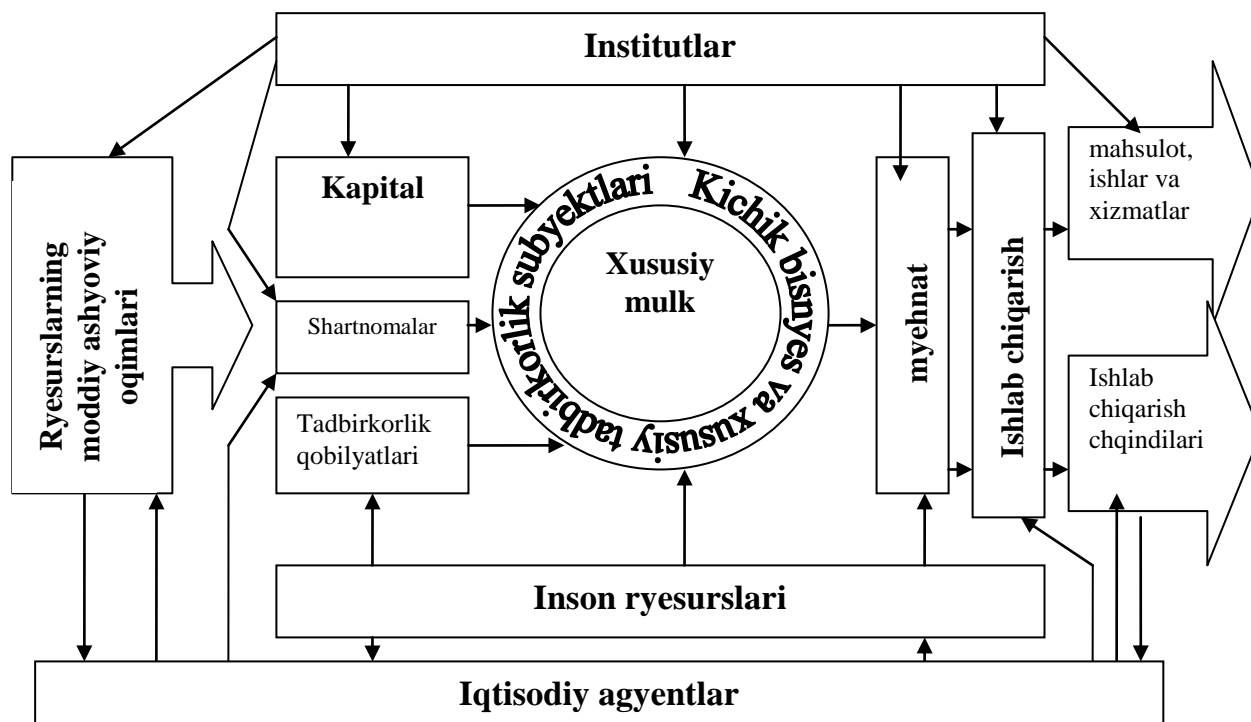 Institutlar
Ryesurslarning
moddiy ashyoviy
oqimlari
Kapital
Shartnomalar
Tadbirkorlik
qobilyatlari
Kichik bisnyes va xususiy tadbirkorlik subyektlari
Xususiy
mulk
myehnat
Ishlab chiqarish
mahsulot,
ishlar va
xizmatlar
Ishlab
chiqarish
chqindilari
Inson ryesurslari
Iqtisodiy agyentlar